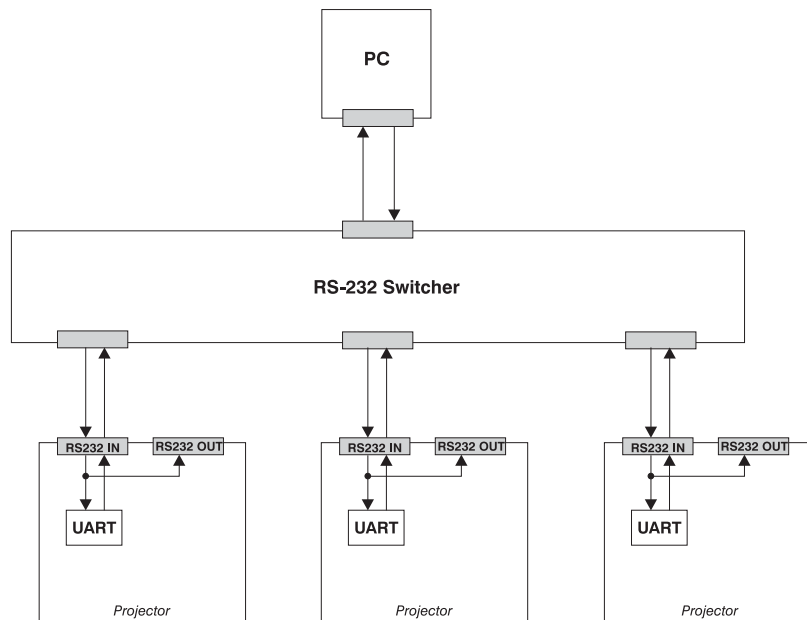 PC
RS-232 Switcher
RS232 IN
RS232 OUT
RS232 IN
RS232 OUT
RS232 IN
RS232 OUT
UART
UART
UART
Projector
Projector
Projector